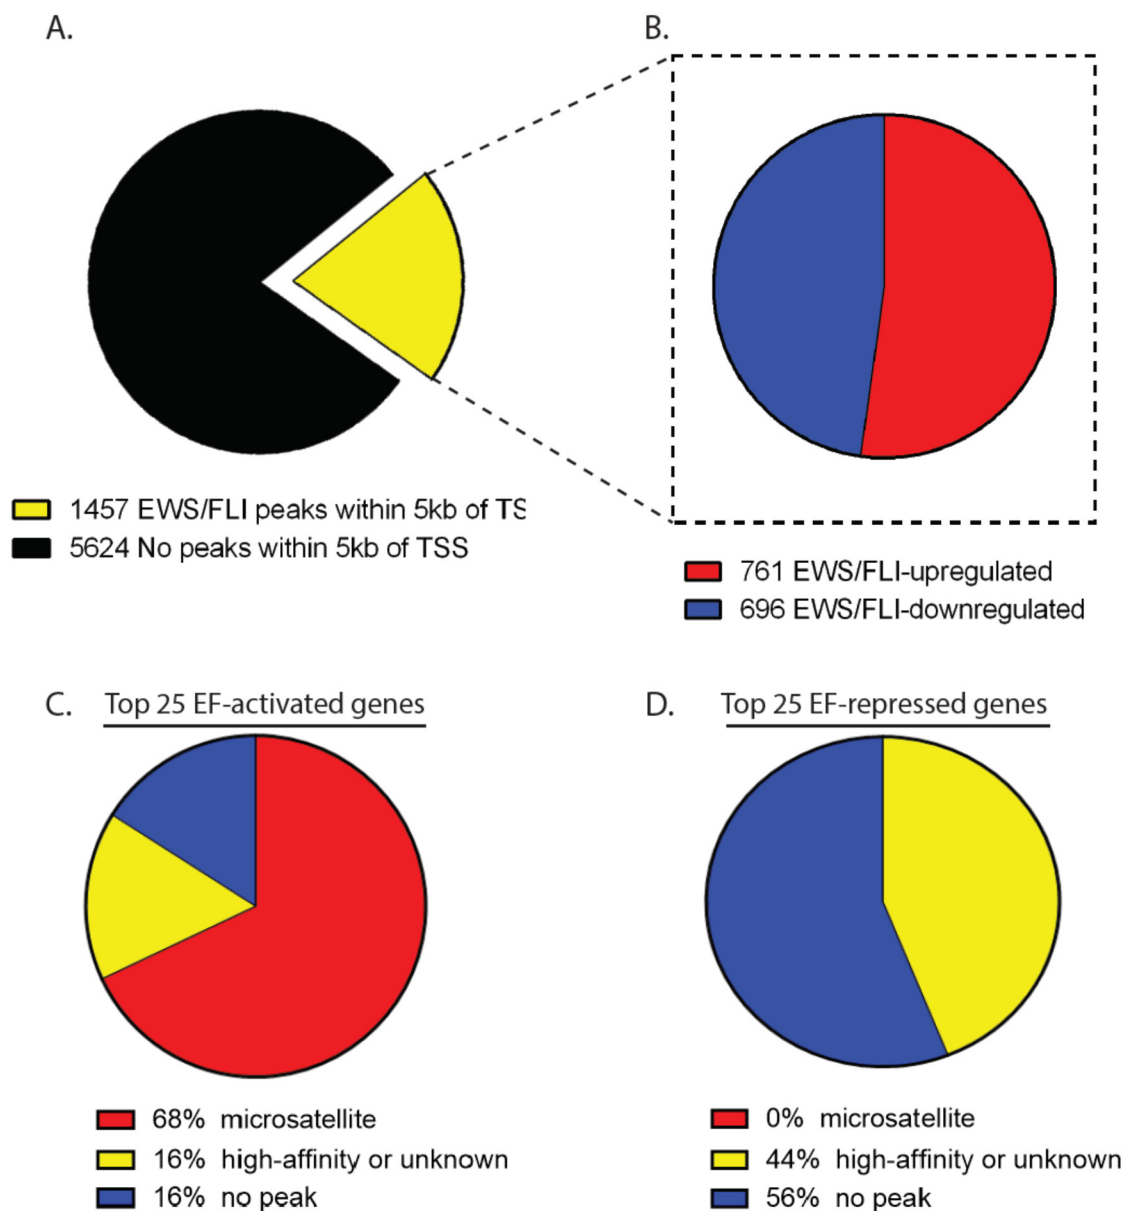 A.
B.
1457 EWS/FLI peaks within 5kb of TS
5624 No peaks within 5kb of TSS
761 EWS/FLI-upregulated
696 EWS/FLI-downregulated
C. Top 25 EF-activated genes
D. Top 25 EF-repressed genes
68% microsatellite
16% high-affinity or unknown
16% no peak
0% microsatellite
44% high-affinity or unknown
56% no peak